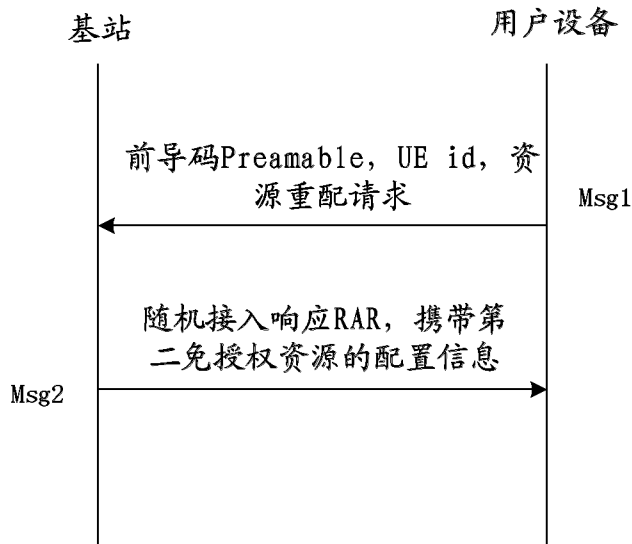 基站
用户设备
前导码Preamable, UE id, 资
源重配请求
Msg1
随机接入响应RAR, 携带第
二免授权资源的配置信息
Msg2